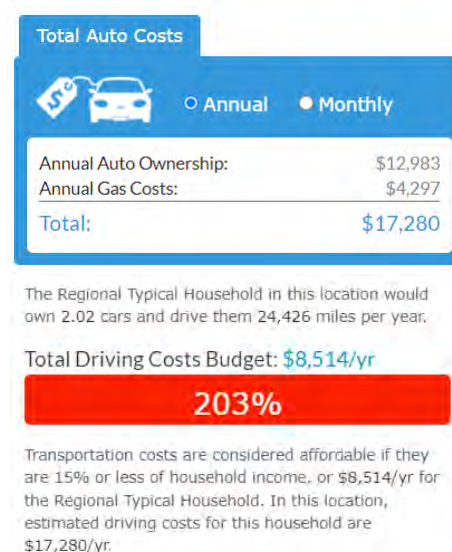 Total Auto Costs
$ Annual Monthly
Annual Auto Ownership: $12,983
Annual Gas Costs: $4,297
Total: $17,280
The Regional Typical Household in this location would
own 2.02 cars and drive them 24,426 miles per year.
Total Driving Costs Budget: $8,514/yr
203%
Transportation costs are considered affordable if they
are 15% or less of household income, or $8,514/yr for
the Regional Typical Household. In this location,
estimated driving costs for this household are
$17,280/yr.